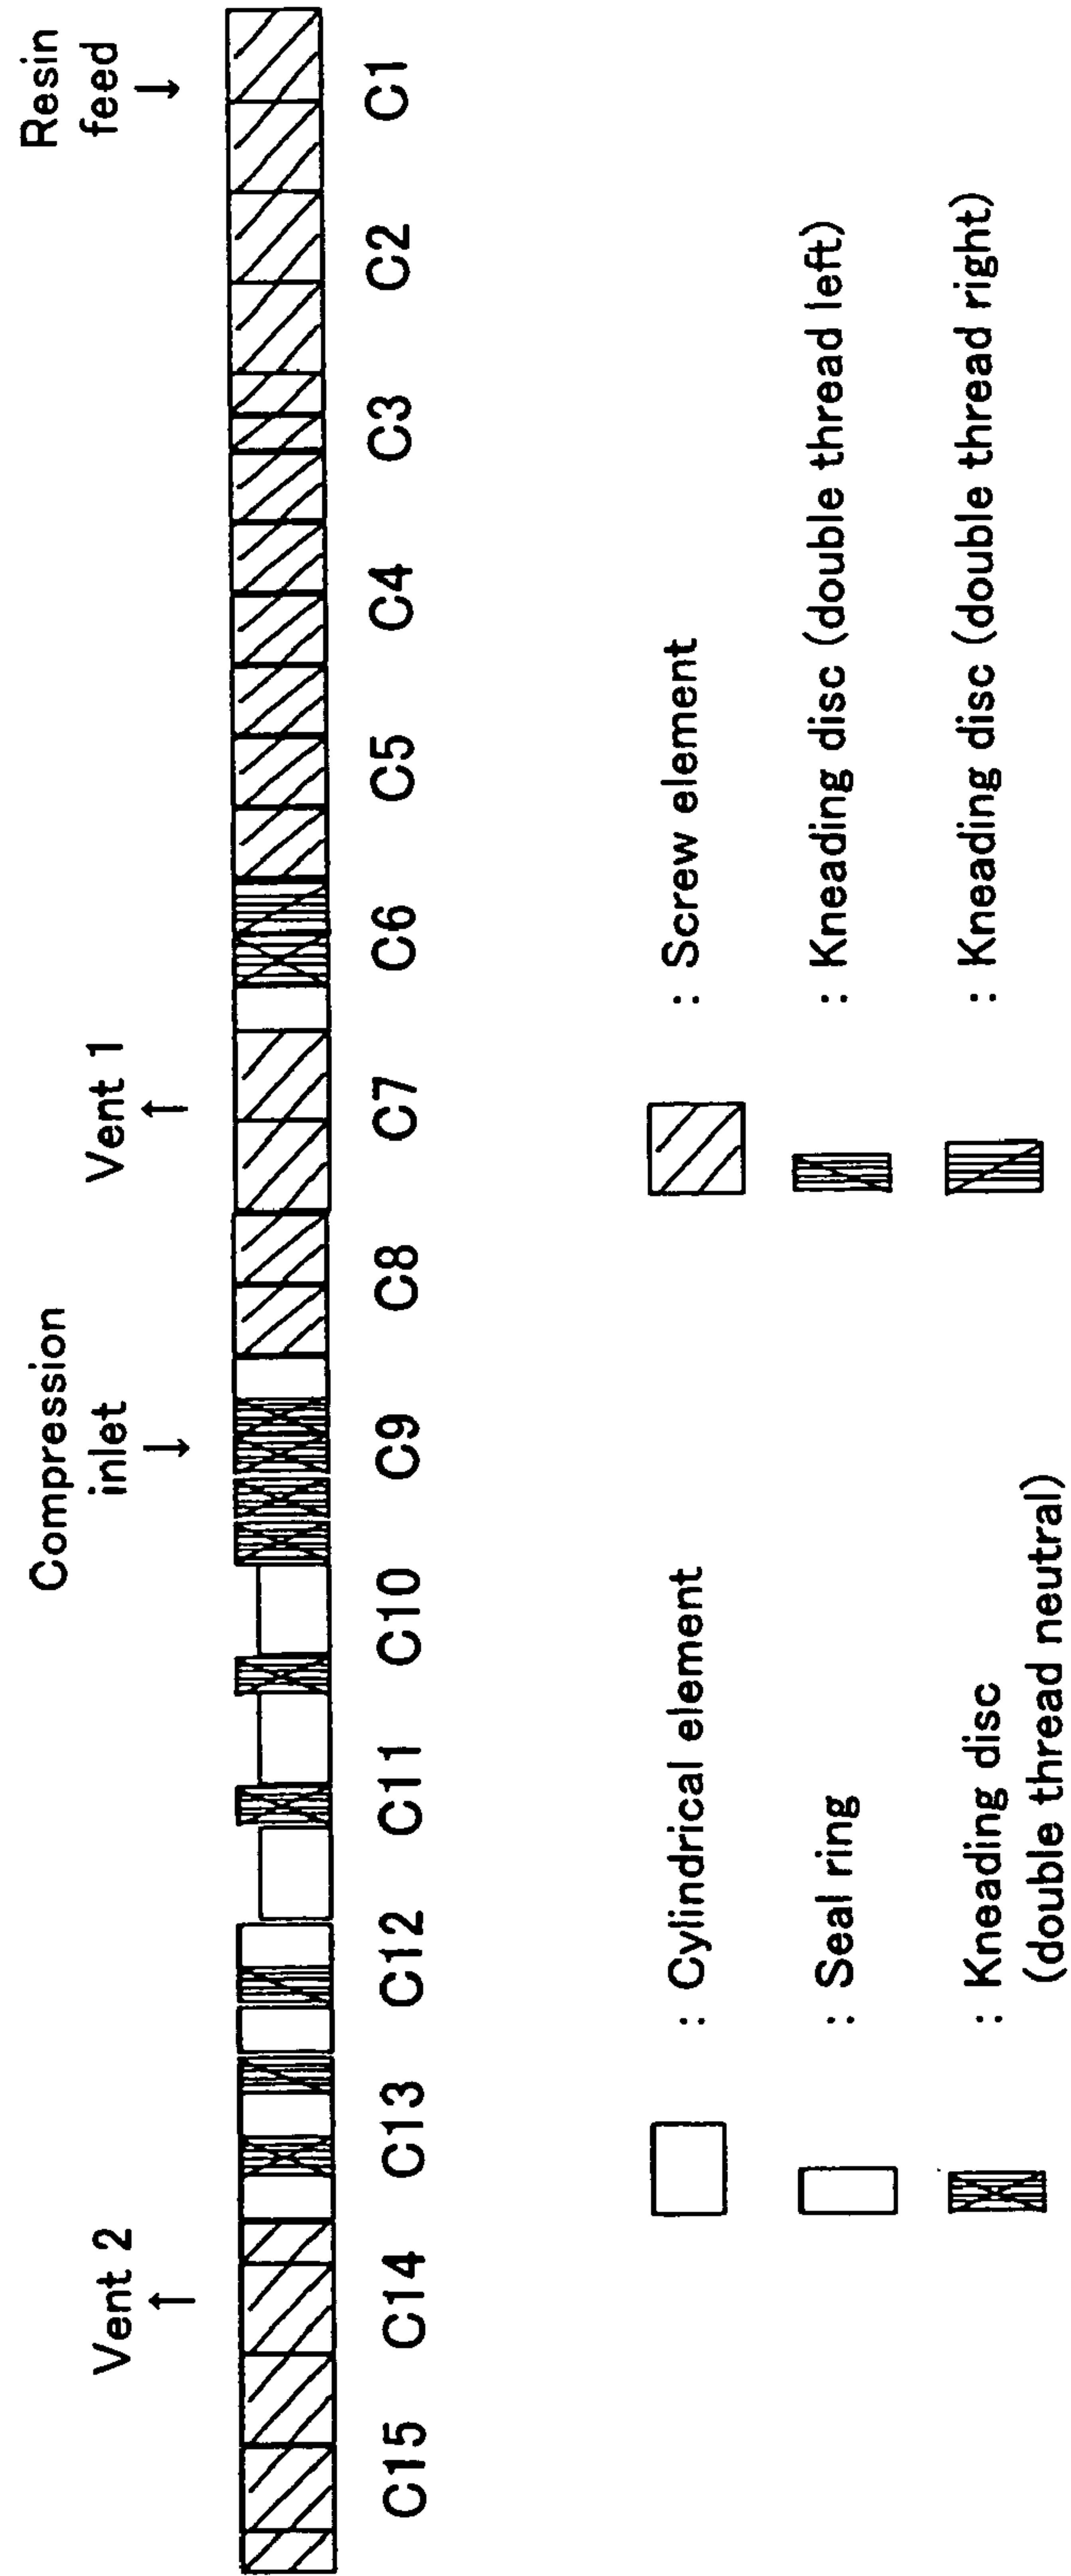 Vent 2
↑
Compression
inlet
↓
Vent 1
↑
Resin
feed
↓
C15 C14 C13 C12 C11 C10 C9 C8 C7 C6 C5 C4 C3 C2 C1
: Cylindrical element
: Screw element
: Seal ring
: Kneading disc (double thread left)
: Kneading disc
(double thread neutral)
: Kneading disc (double thread right)